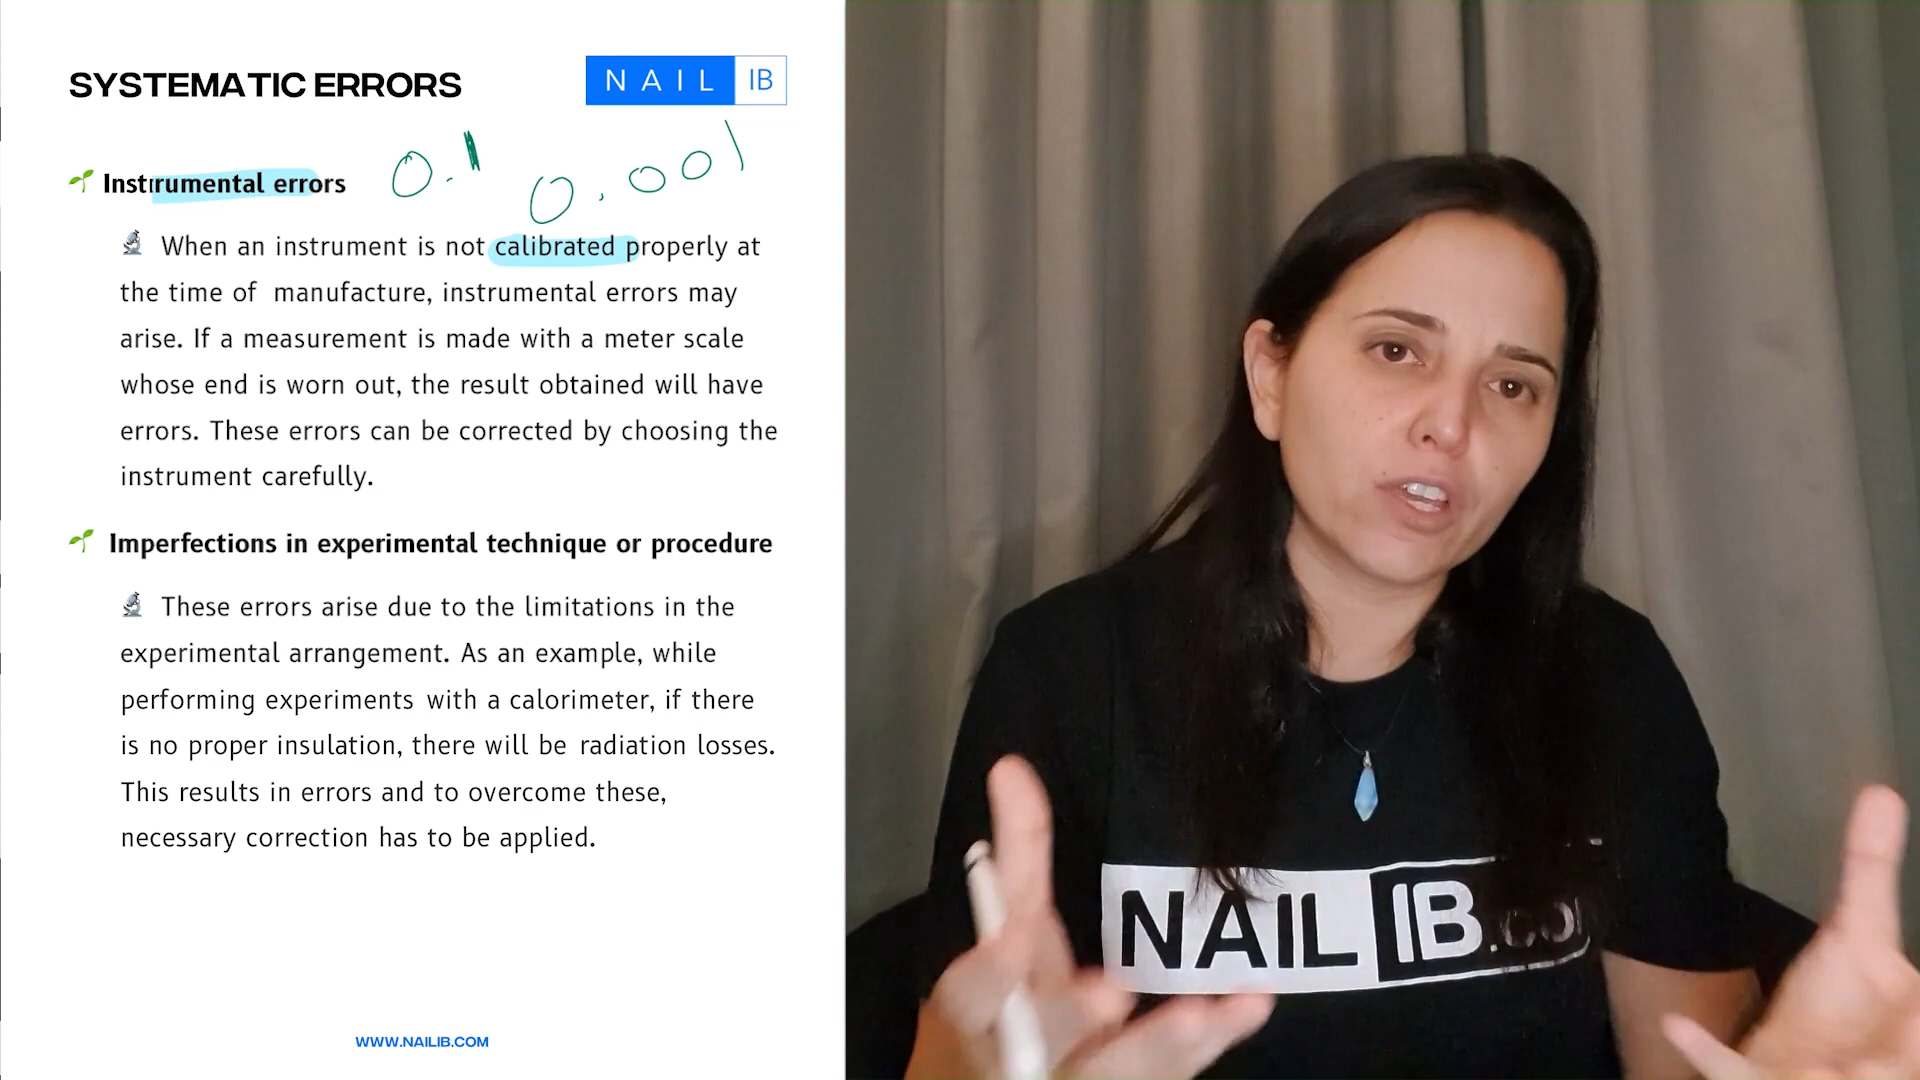 SYSTEMATIC ERRORS
NAIL IB
0.1 0.001
Instrumental errors
When an instrument is not calibrated properly at
the time of manufacture, instrumental errors may
arise. If a measurement is made with a meter scale
whose end is worn out, the result obtained will have
errors. These errors can be corrected by choosing the
instrument carefully.
Imperfections in experimental technique or procedure
These errors arise due to the limitations in the
experimental arrangement. As an example, while
performing experiments with a calorimeter, if there
is no proper insulation, there will be radiation losses.
This results in errors and to overcome these,
necessary correction has to be applied.
WWW.NAILIB.COM
NAIL IB.co